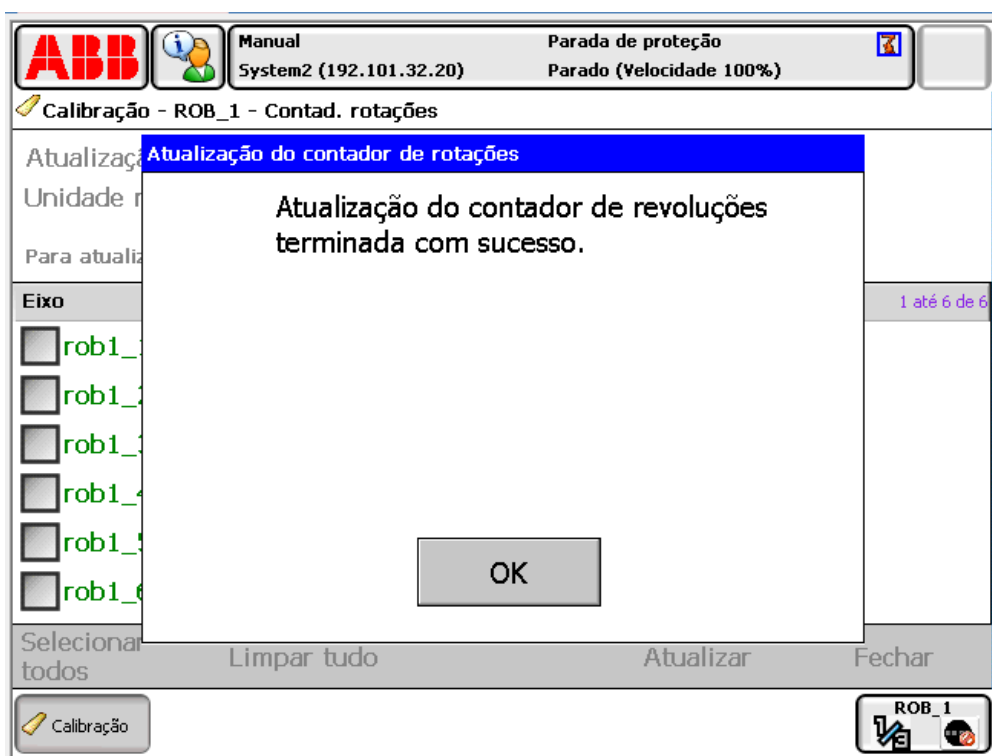 ABB
Manual
System2 (192.101.32.20)
Parada de proteção
Parado (Velocidade 100%)
Calibração - ROB_1 - Contad. rotações
Atualização do contador de rotações
Atualização do contador de revoluções
terminada com sucesso.
OK
Unidade
Para
Eixo
1 até 6 de 6
rob1_
rob1_
rob1_
rob1_
rob1_
rob1_
Selecionar
todos
Limpar tudo
Atualizar
Fechar
Calibração
ROB_1
1/3